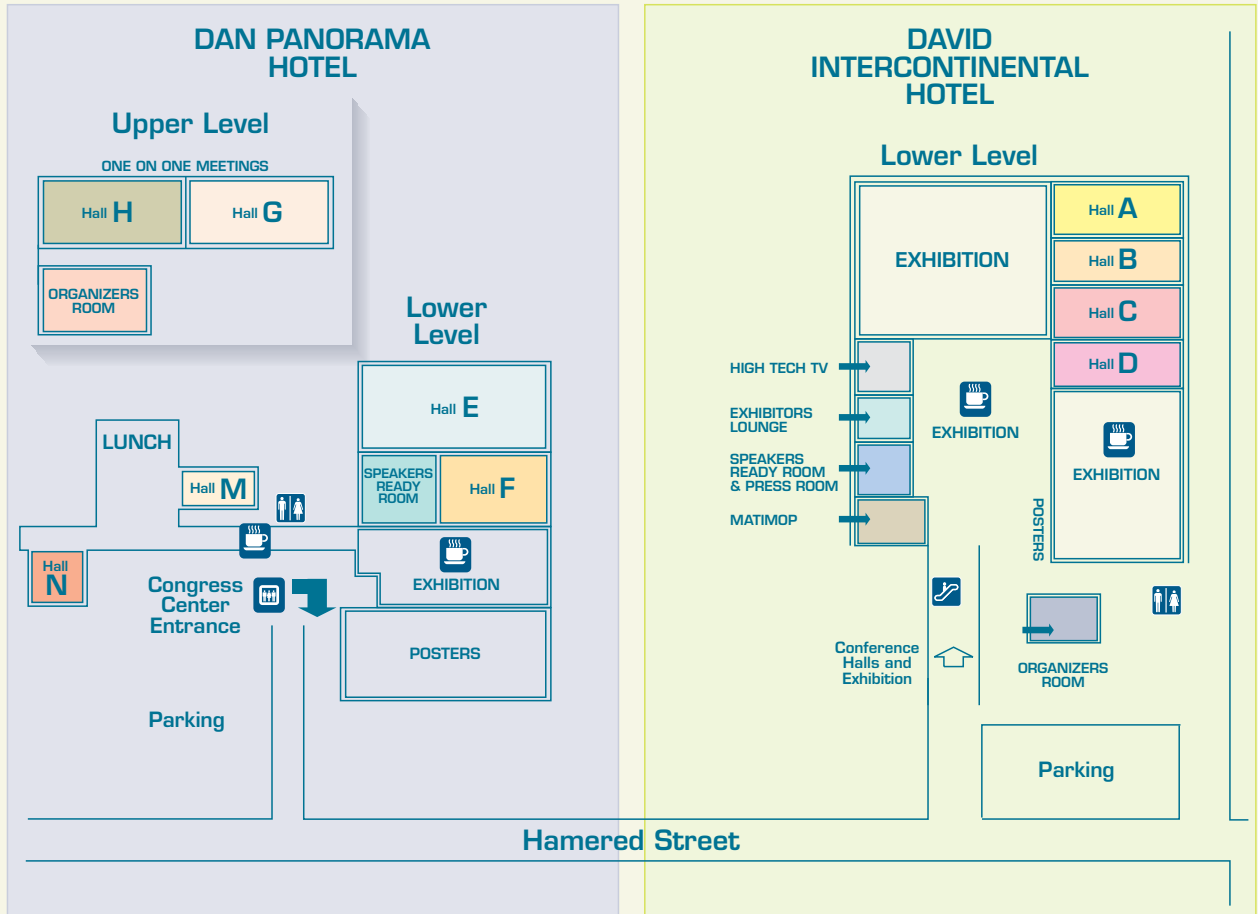 DAN PANORAMA
HOTEL
Upper Level
ONE ON ONE MEETINGS
Hall H
Hall G
ORGANIZERS
ROOM
Lower
Level
Hall E
SPEAKERS
READY
ROOM
Hall F
LUNCH
Hall M
Hall
N
EXHIBITION
Congress
Center
Entrance
POSTERS
Parking
DAVID
INTERCONTINENTAL
HOTEL
Lower Level
EXHIBITION
Hall A
Hall B
Hall C
Hall D
HIGH TECH TV
EXHIBITORS
LOUNGE
SPEAKERS
READY ROOM
& PRESS ROOM
MATIMOP
EXHIBITION
EXHIBITION
POSTERS
Conference
Halls and
Exhibition
ORGANIZERS
ROOM
Parking
Hamered Street